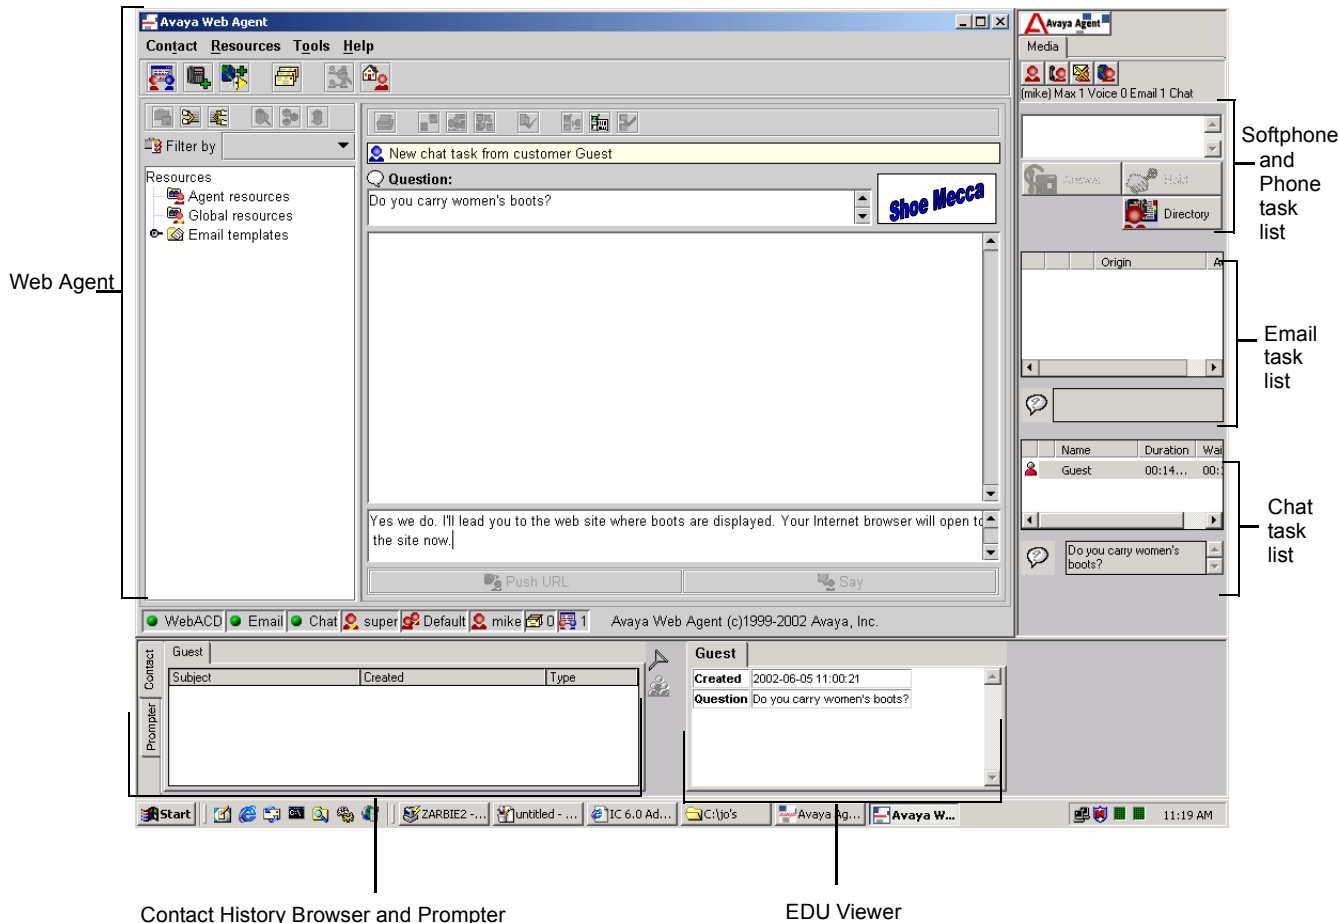 Avaya Web Agent
Contact Resources Tools Help
Filter by
Resources
Agent resources
Global resources
Email templates
New chat task from customer Guest
Question:
Do you carry women's boots?
Shoe Mecca
Yes we do. I'll lead you to the web site where boots are displayed. Your Internet browser will open to
the site now.
Push URL
Say
WebACD Email Chat super Default mike 0 1 Avaya Web Agent (c)1999-2002 Avaya, Inc.
Avaya Agent
Media
(mike) Max 1 Voice 0 Email 1 Chat
Answer
Hold
Directory
Origin
Name Duration Wai
Guest 00:14... 00:1
Do you carry women's
boots?
Contact
Prompter
Guest
Subject Created Type
Guest
Created 2002-06-05 11:00:21
Question Do you carry women's boots?
Start
ZARBIE2 -...
untitled - ...
IC 6.0 Ad...
C:\jo's
Avaya Ag...
Avaya W...
11:19 AM
Web Agent
Softphone
and
Phone
task
list
Email
task
list
Chat
task
list
Contact History Browser and Prompter
EDU Viewer